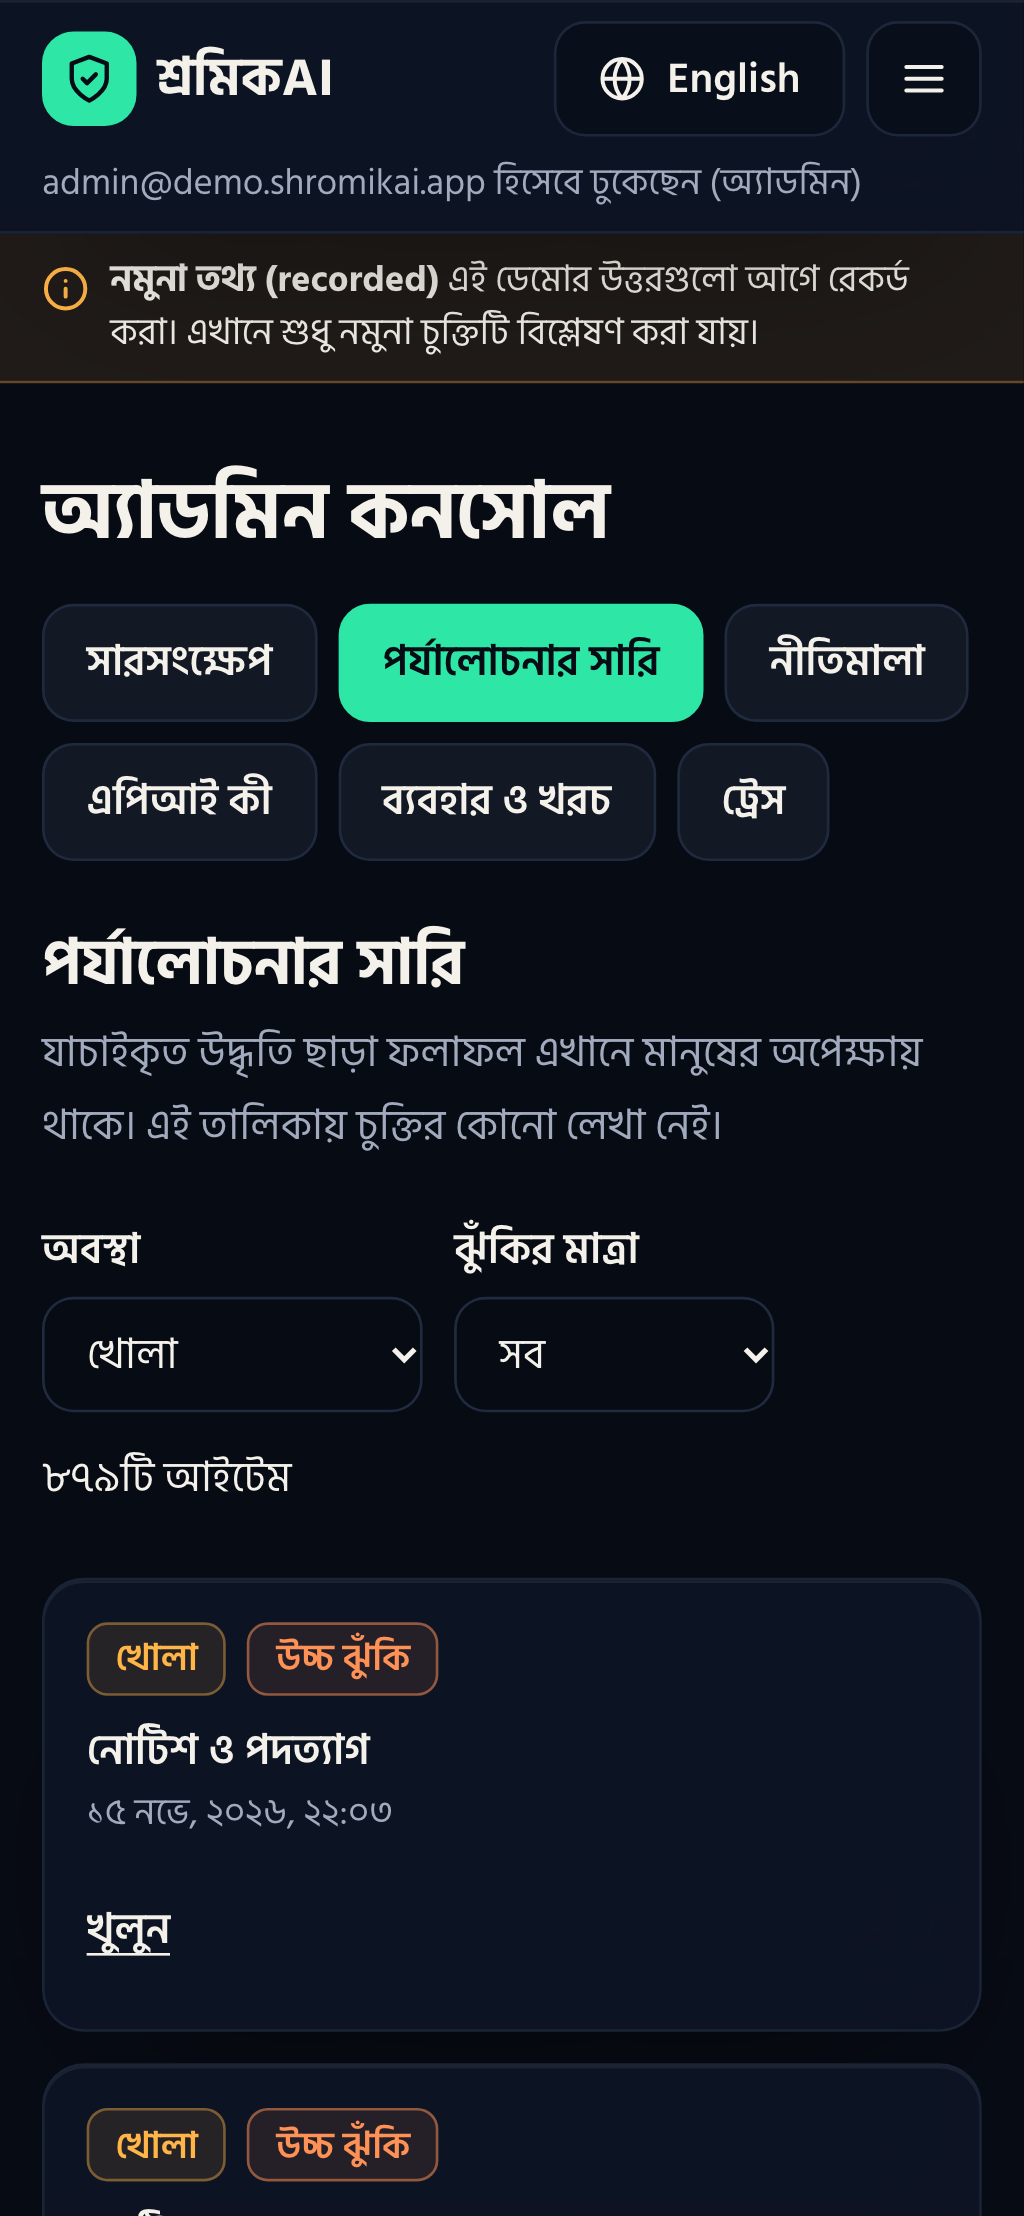 শ্রমিকAI
English
admin@demo.shromikai.app হিসেবে ঢুকেছেন (অ্যাডমিন)
নমুনা তথ্য (recorded) এই ডেমোর উত্তরগুলো আগে রেকর্ড
করা। এখানে শুধু নমুনা চুক্তিটি বিশ্লেষণ করা যায়।
অ্যাডমিন কনসোল
সারসংক্ষেপ
পর্যালোচনার সারি
নীতিমালা
এপিআই কী
ব্যবহার ও খরচ
ট্রেস
পর্যালোচনার সারি
যাচাইকৃত উদ্ধৃতি ছাড়া ফলাফল এখানে মানুষের অপেক্ষায়
থাকে। এই তালিকায় চুক্তির কোনো লেখা নেই।
অবস্থা
ঝুঁকির মাত্রা
খোলা
সব
৮৭৯টি আইটেম
খোলা
উচ্চ ঝুঁকি
নোটিশ ও পদত্যাগ
১৫ নভে, ২০২৬, ২২:০৩
খুলুন
খোলা
উচ্চ ঝুঁকি